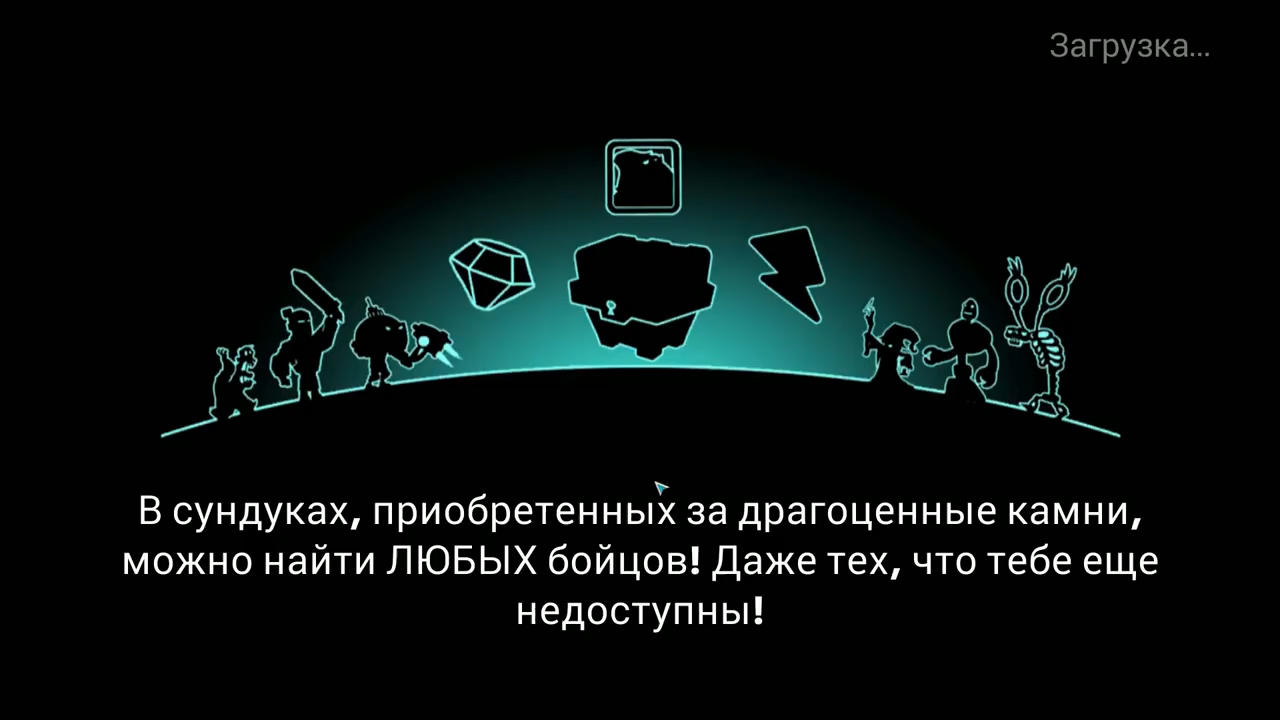 Загрузка...
В сундуках, приобретенных за драгоценные камни,
можно найти ЛЮБЫХ бойцов! Даже тех, что тебе еще
недоступны!